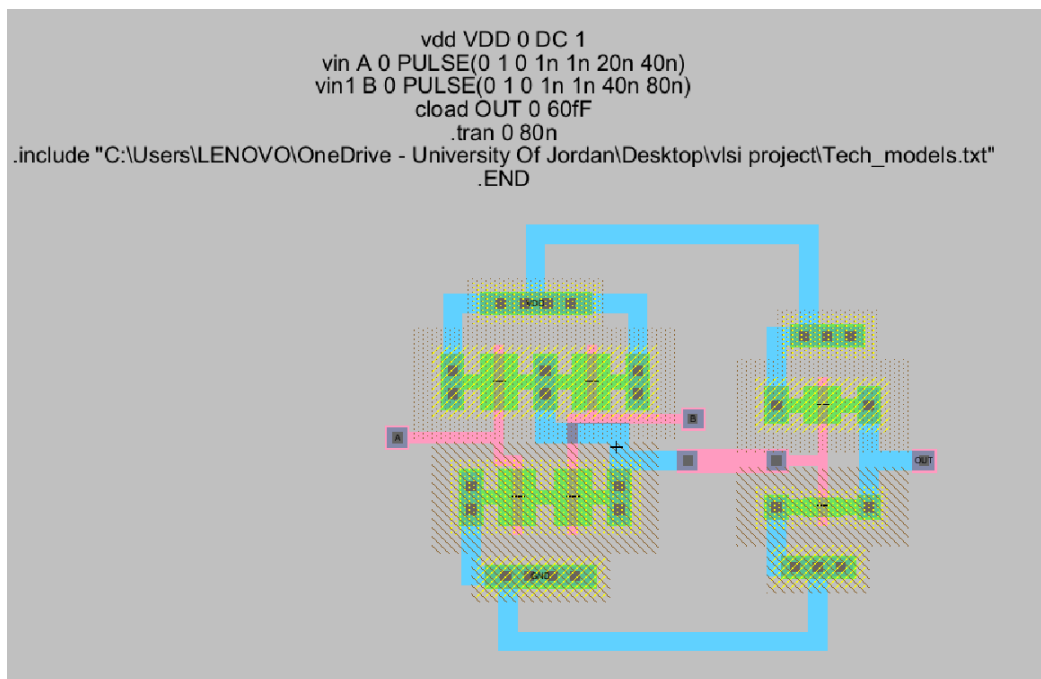 vdd VDD 0 DC 1
vin A 0 PULSE(0 1 0 1n 1n 20n 40n)
vin1 B 0 PULSE(0 1 0 1n 1n 40n 80n)
cload OUT 0 60fF
.tran 0 80n
.include "C:\Users\LENOVO\OneDrive - University Of Jordan\Desktop\vlsi project\Tech_models.txt"
.END
B
A
OUT
GND